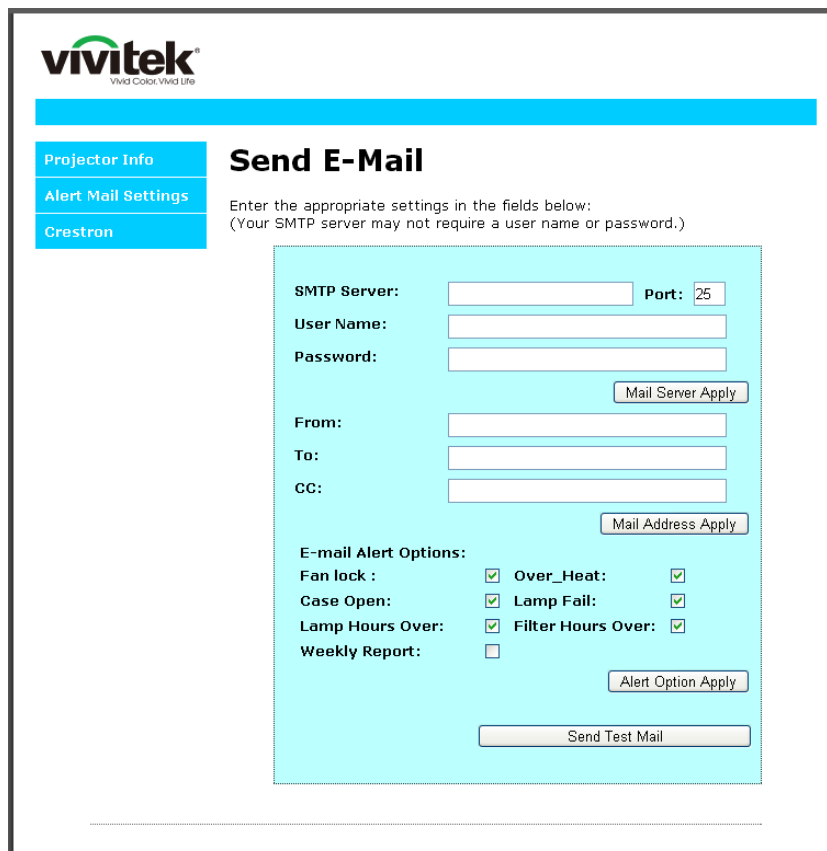 vivitek®
Vivid Color, Vivid Life
Projector Info
Alert Mail Settings
Crestron
Send E-Mail
Enter the appropriate settings in the fields below:
(Your SMTP server may not require a user name or password.)
SMTP Server: Port: 25
User Name:
Password:
Mail Server Apply
From:
To:
CC:
Mail Address Apply
E-mail Alert Options:
Fan lock : Over_Heat:
Case Open: Lamp Fail:
Lamp Hours Over: Filter Hours Over:
Weekly Report:
Alert Option Apply
Send Test Mail